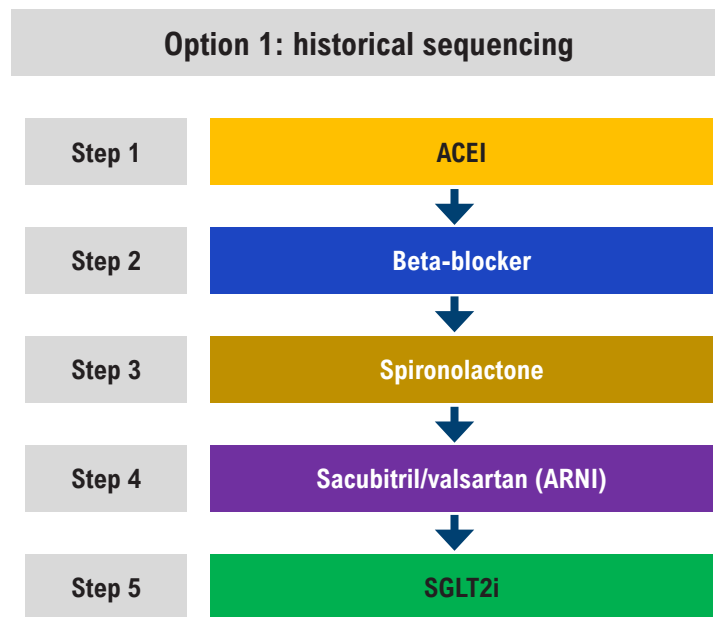 Option 1: historical sequencing
Step 1
ACEI
Step 2
Beta-blocker
Step 3
Spironolactone
Step 4
Sacubitril/valsartan (ARNI)
Step 5
SGLT2i